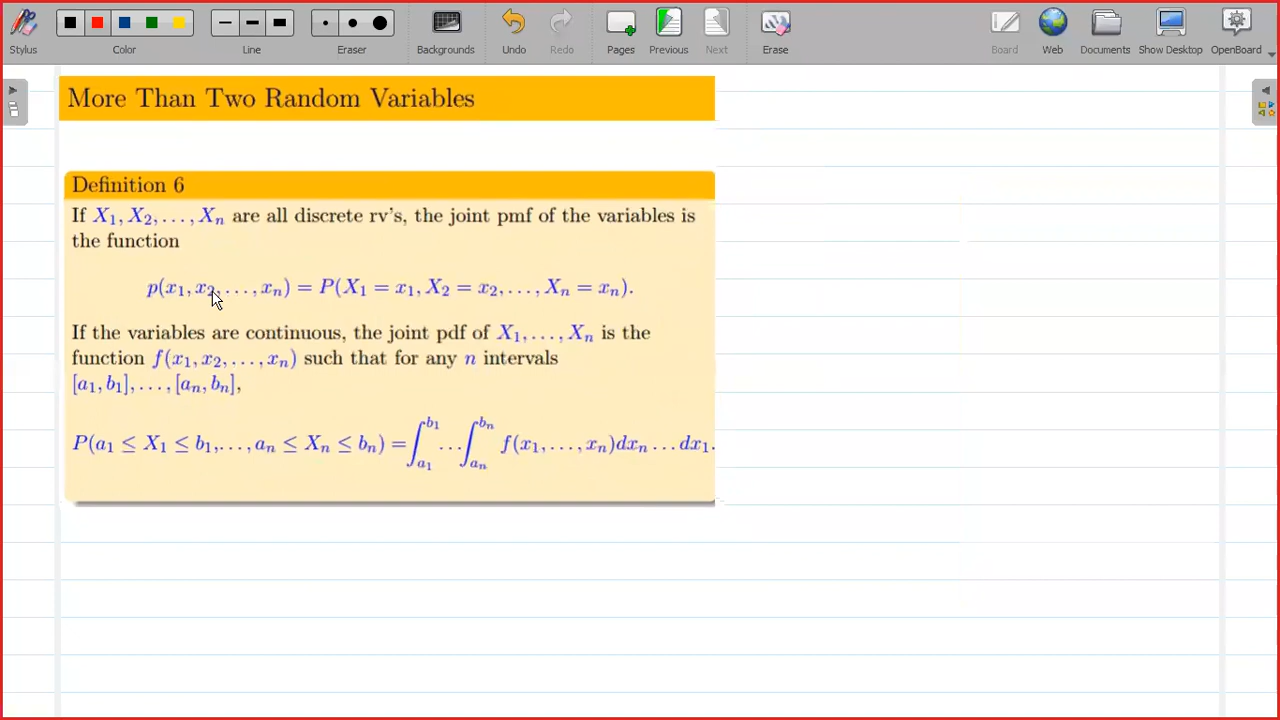 Stylus
Color
Line
Eraser
Backgrounds
Undo
Redo
Pages
Previous
Next
Erase
Board
Web
Documents
Show Desktop
OpenBoard
More Than Two Random Variables
Definition 6
If X₁, X₂, . . . , Xₙ are all discrete rv's, the joint pmf of the variables is
the function
p(x₁, x₂, . . . , xₙ) = P(X₁ = x₁, X₂ = x₂, . . . , Xₙ = xₙ).
If the variables are continuous, the joint pdf of X₁, . . . , Xₙ is the
function f(x₁, x₂, . . . , xₙ) such that for any n intervals
[a₁, b₁], . . . , [aₙ, bₙ],
P(a₁ ≤ X₁ ≤ b₁, . . . , aₙ ≤ Xₙ ≤ bₙ) = ∫_{a₁}^{b₁} . . . ∫_{aₙ}^{bₙ} f(x₁, . . . , xₙ)dxₙ . . . dx₁.